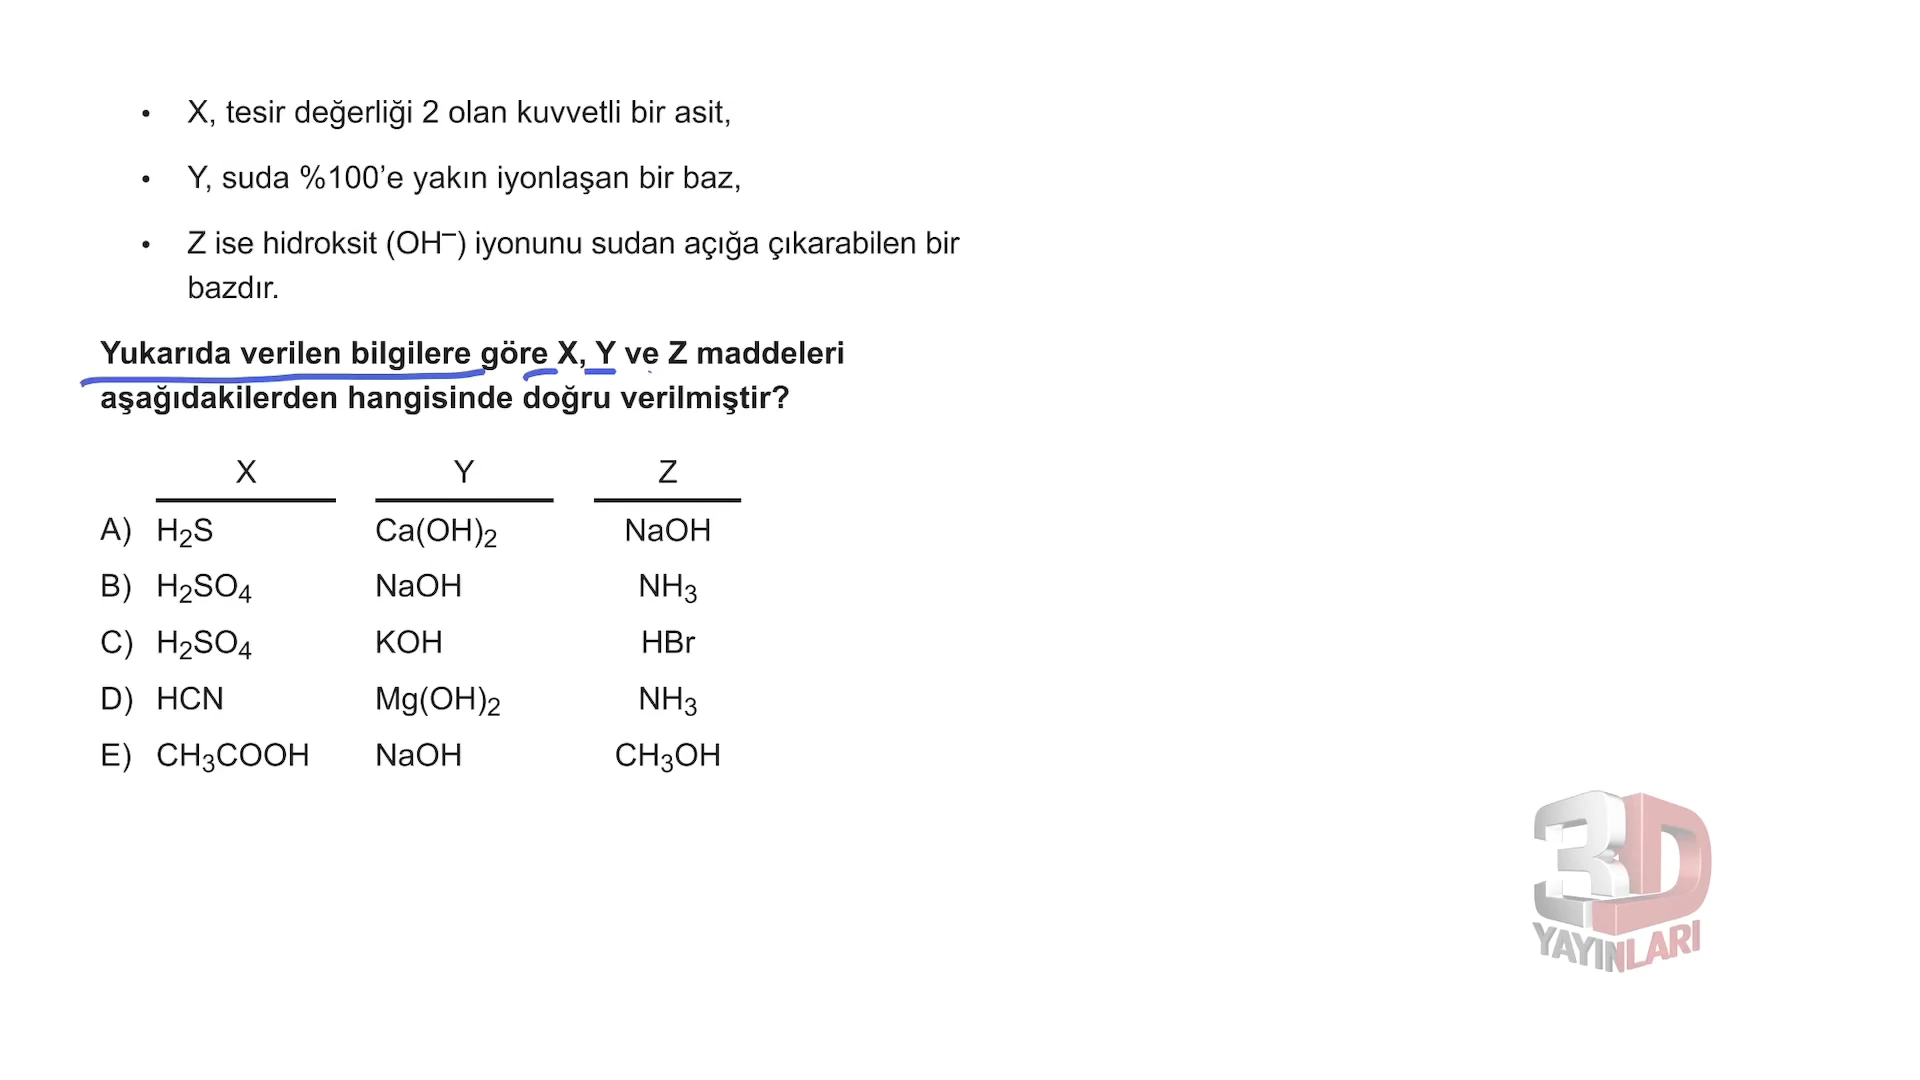 • X, tesir değerliği 2 olan kuvvetli bir asit,
• Y, suda %100’e yakın iyonlaşan bir baz,
• Z ise hidroksit (OH⁻) iyonunu sudan açığa çıkarabilen bir
bazdır.
Yukarıda verilen bilgilere göre X, Y ve Z maddeleri
aşağıdakilerden hangisinde doğru verilmiştir?
X Y Z
A) H₂S Ca(OH)₂ NaOH
B) H₂SO₄ NaOH NH₃
C) H₂SO₄ KOH HBr
D) HCN Mg(OH)₂ NH₃
E) CH₃COOH NaOH CH₃OH
3D
YAYINLARI